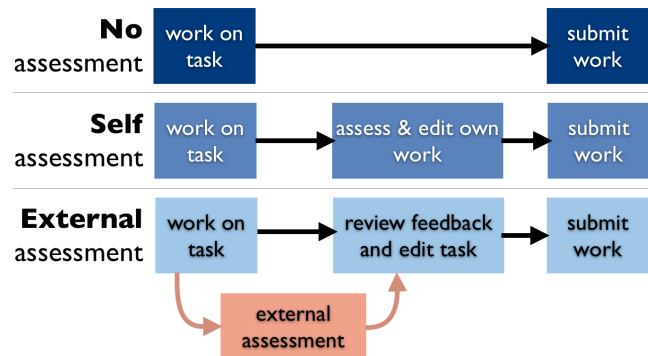 No
assessment
work on
task
submit
work
Self
assessment
work on
task
assess & edit own
work
submit
work
External
assessment
work on
task
review feedback
and edit task
submit
work
external
assessment